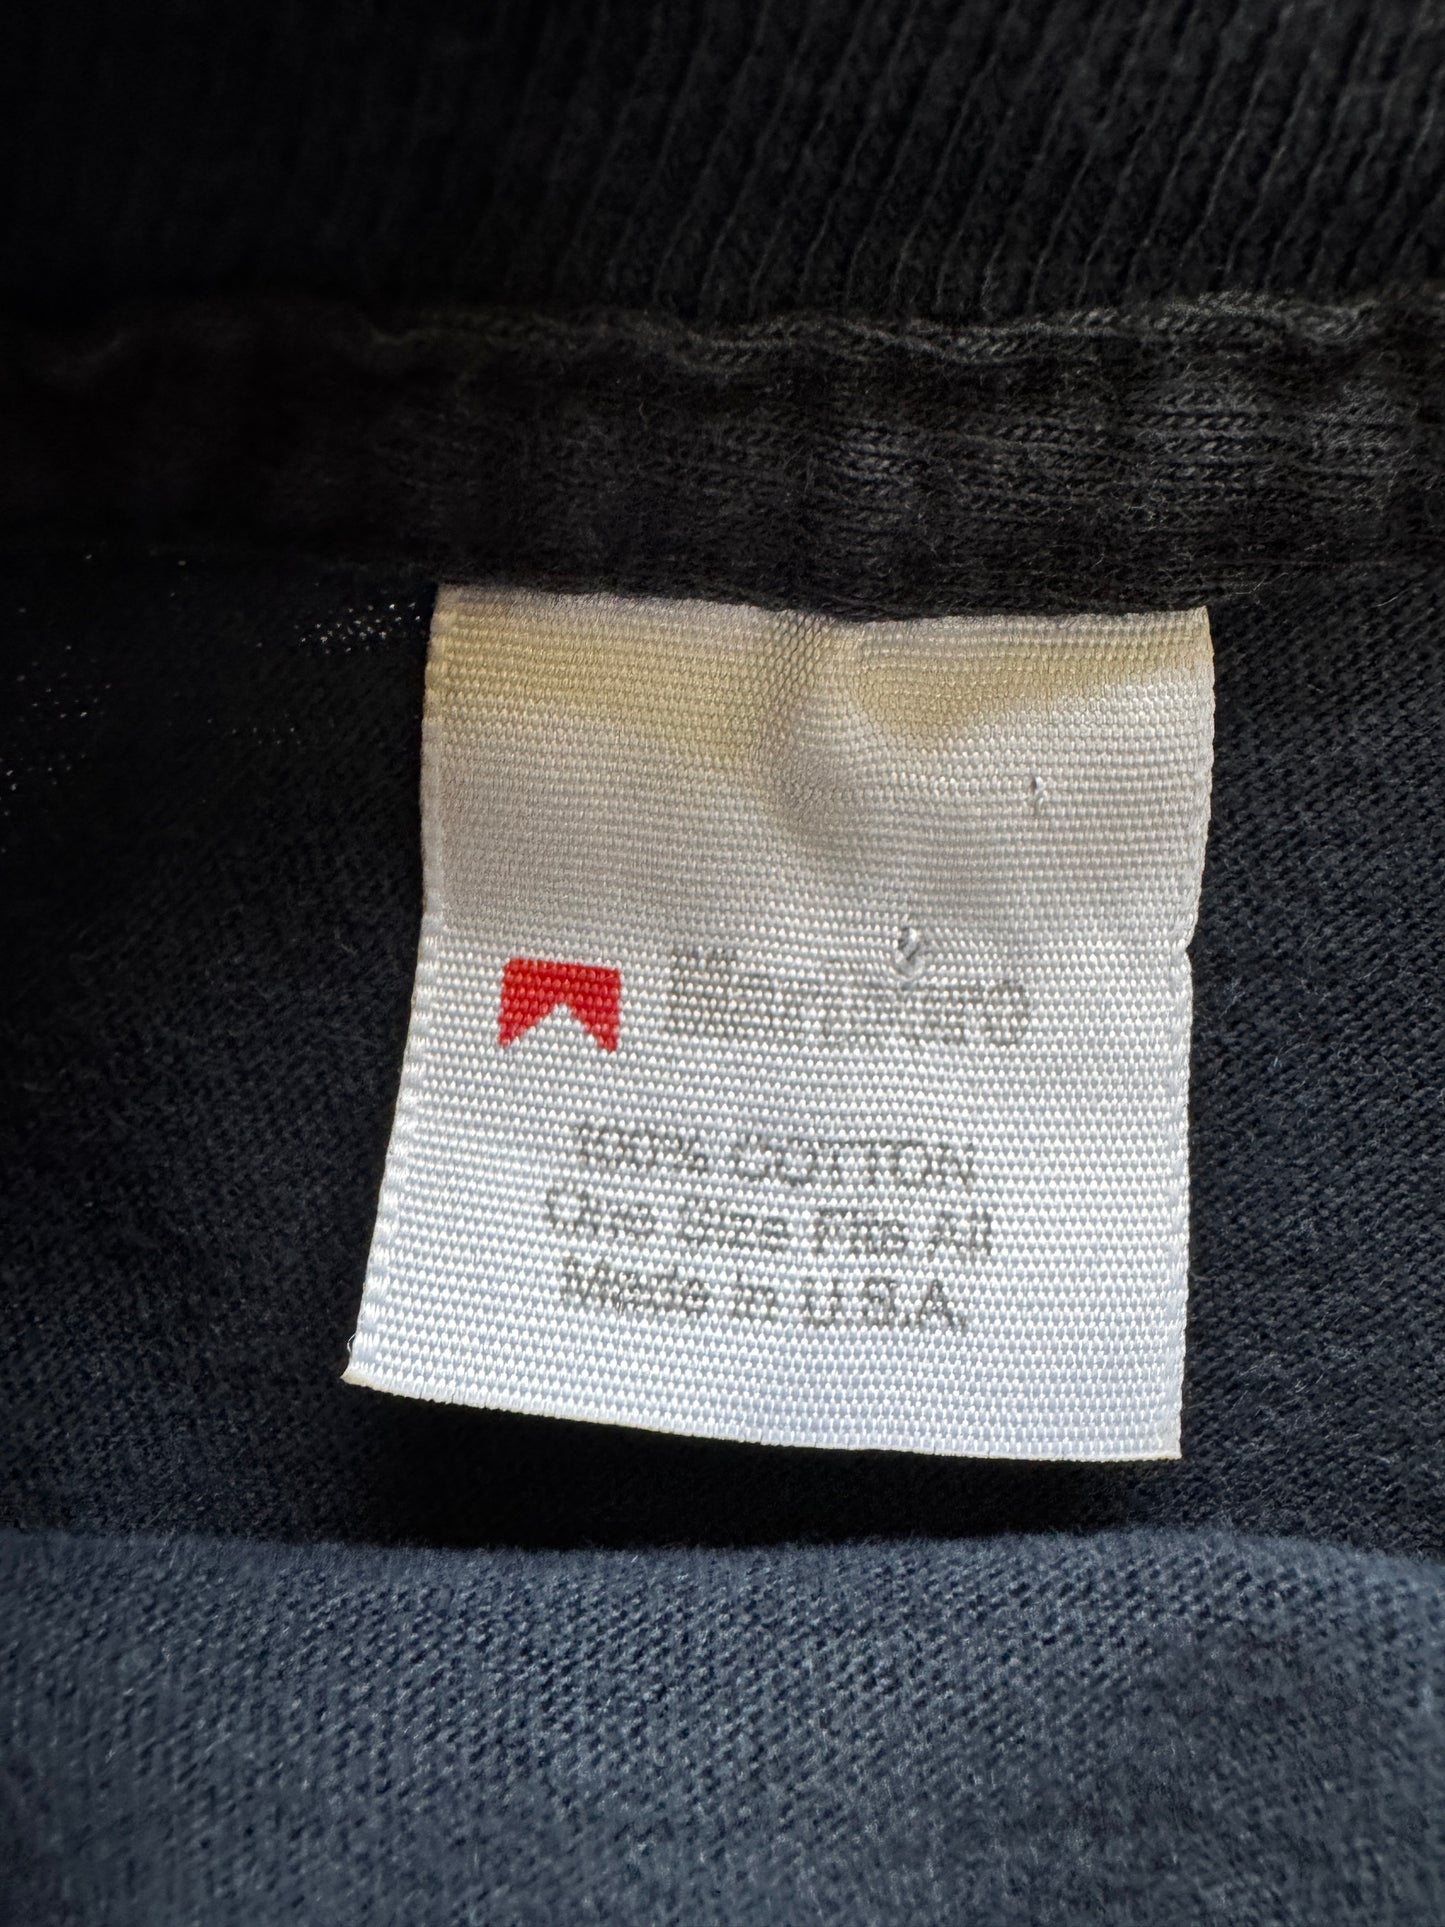 Marlboro
100% COTTON
One Size Fits All
Made in U.S.A.